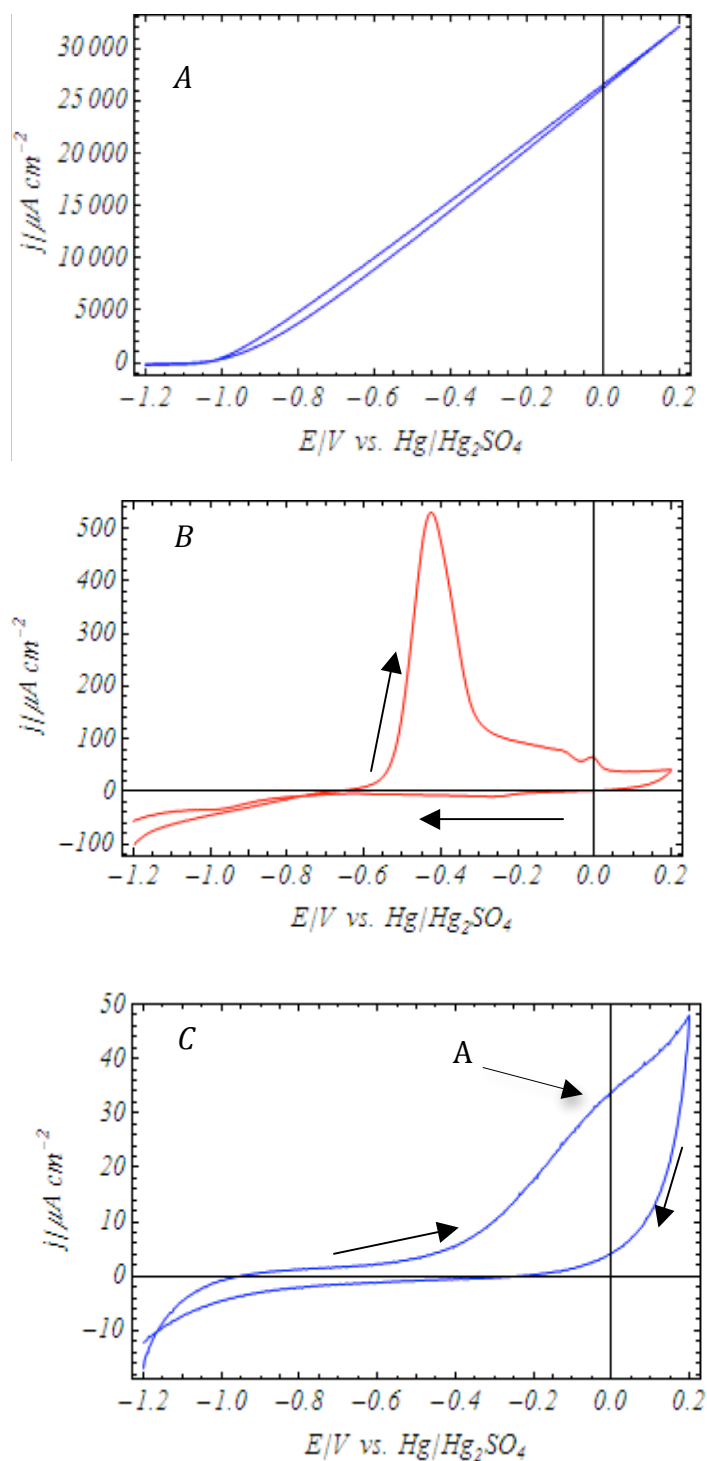 30 000
A
25 000
20 000
15 000
10 000
5000
0
j/μA cm⁻²
−1.2 −1.0 −0.8 −0.6 −0.4 −0.2 0.0 0.2
E/V vs. Hg/Hg₂SO₄
500
B
400
300
200
100
0
−100
j/μA cm⁻²
−1.2 −1.0 −0.8 −0.6 −0.4 −0.2 0.0 0.2
E/V vs. Hg/Hg₂SO₄
50
C
A
40
30
20
10
0
−10
j/μA cm⁻²
−1.2 −1.0 −0.8 −0.6 −0.4 −0.2 0.0 0.2
E/V vs. Hg/Hg₂SO₄